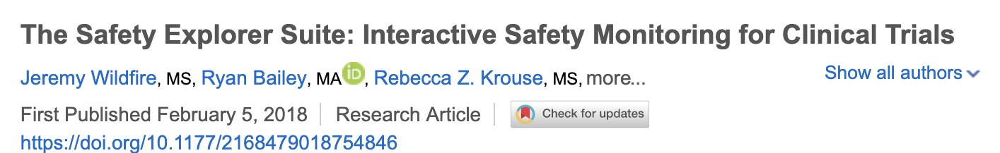 The Safety Explorer Suite: Interactive Safety Monitoring for Clinical Trials
Jeremy Wildfire, MS, Ryan Bailey, MA iD, Rebecca Z. Krouse, MS, more... Show all authors
First Published February 5, 2018 Research Article Check for updates
https://doi.org/10.1177/2168479018754846